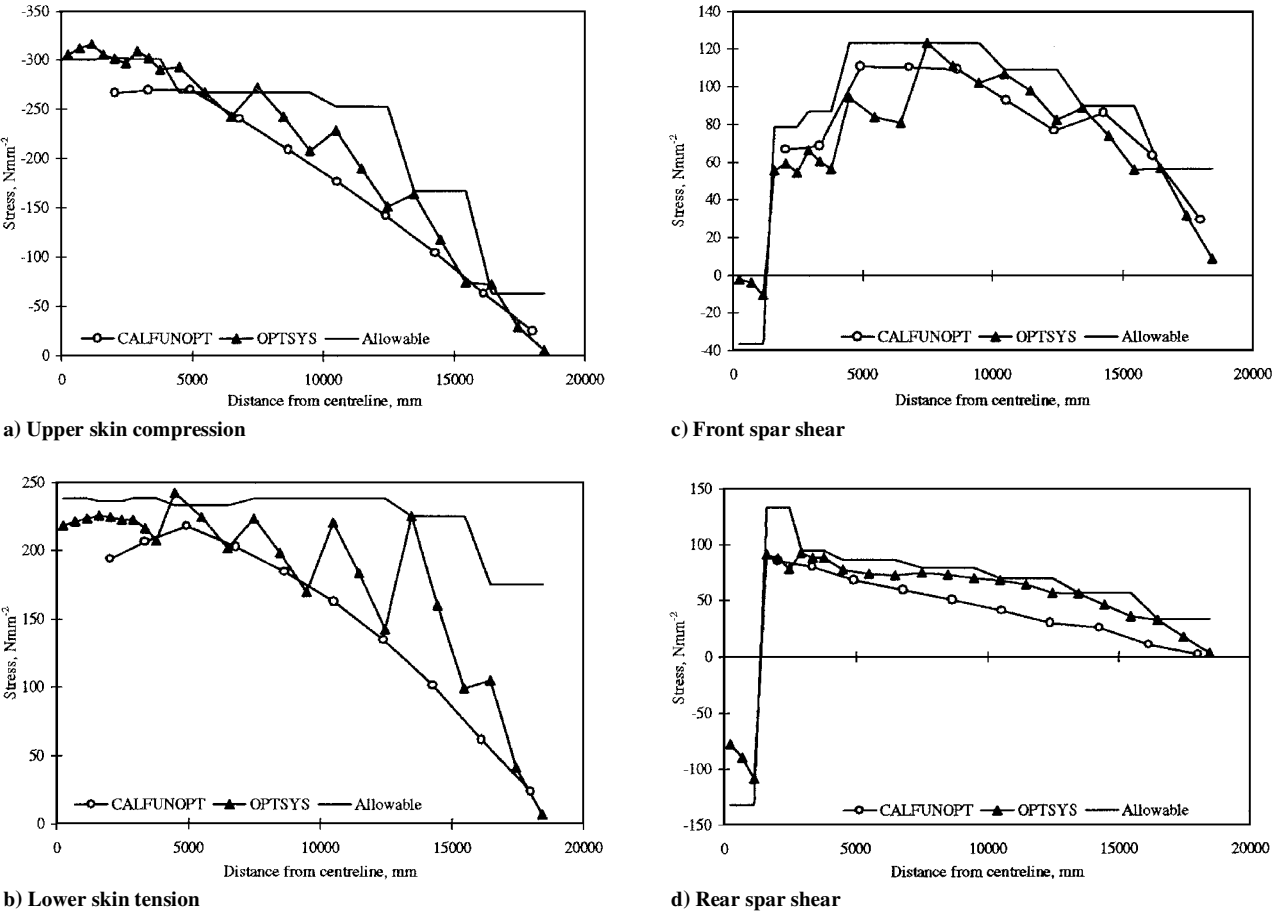 -350
-300
-250
-200
-150
-100
-50
0
Stress, Nmm-2
CALFUNOPT OPTSYS Allowable
0 5000 10000 15000 20000
Distance from centreline, mm
a) Upper skin compression
250
200
150
100
50
0
Stress, Nmm-2
CALFUNOPT OPTSYS Allowable
0 5000 10000 15000 20000
Distance from centreline, mm
b) Lower skin tension
140
120
100
80
60
40
20
0
-20
-40
Stress, Nmm-2
CALFUNOPT OPTSYS Allowable
0 5000 10000 15000 20000
Distance from centreline, mm
c) Front spar shear
150
100
50
0
-50
-100
-150
Stress, Nmm-2
CALFUNOPT OPTSYS Allowable
0 5000 10000 15000 20000
Distance from centreline, mm
d) Rear spar shear